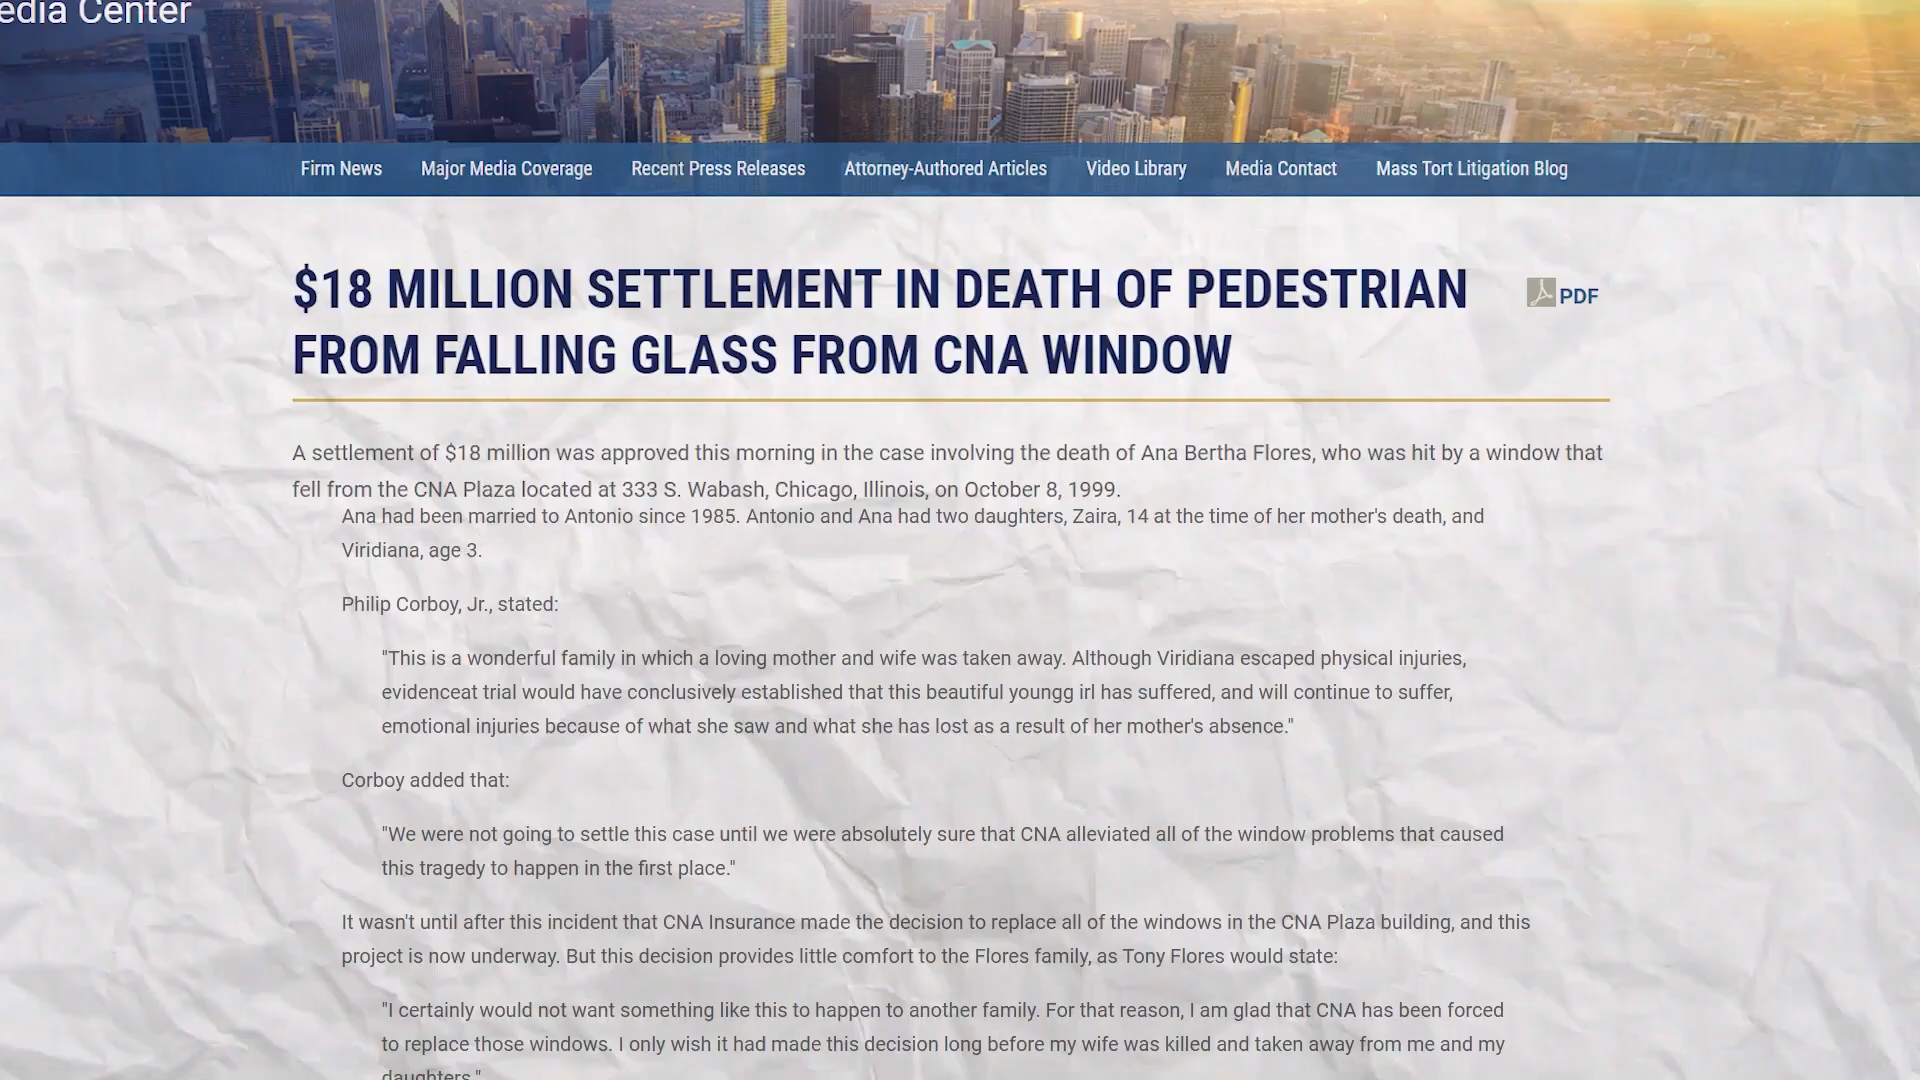 edia Center
Firm News Major Media Coverage Recent Press Releases Attorney-Authored Articles Video Library Media Contact Mass Tort Litigation Blog
$18 MILLION SETTLEMENT IN DEATH OF PEDESTRIAN
FROM FALLING GLASS FROM CNA WINDOW
PDF
A settlement of $18 million was approved this morning in the case involving the death of Ana Bertha Flores, who was hit by a window that
fell from the CNA Plaza located at 333 S. Wabash, Chicago, Illinois, on October 8, 1999.
Ana had been married to Antonio since 1985. Antonio and Ana had two daughters, Zaira, 14 at the time of her mother's death, and
Viridiana, age 3.
Philip Corboy, Jr., stated:
"This is a wonderful family in which a loving mother and wife was taken away. Although Viridiana escaped physical injuries,
evidenceat trial would have conclusively established that this beautiful youngg irl has suffered, and will continue to suffer,
emotional injuries because of what she saw and what she has lost as a result of her mother's absence."
Corboy added that:
"We were not going to settle this case until we were absolutely sure that CNA alleviated all of the window problems that caused
this tragedy to happen in the first place."
It wasn't until after this incident that CNA Insurance made the decision to replace all of the windows in the CNA Plaza building, and this
project is now underway. But this decision provides little comfort to the Flores family, as Tony Flores would state:
"I certainly would not want something like this to happen to another family. For that reason, I am glad that CNA has been forced
to replace those windows. I only wish it had made this decision long before my wife was killed and taken away from me and my
daughters."